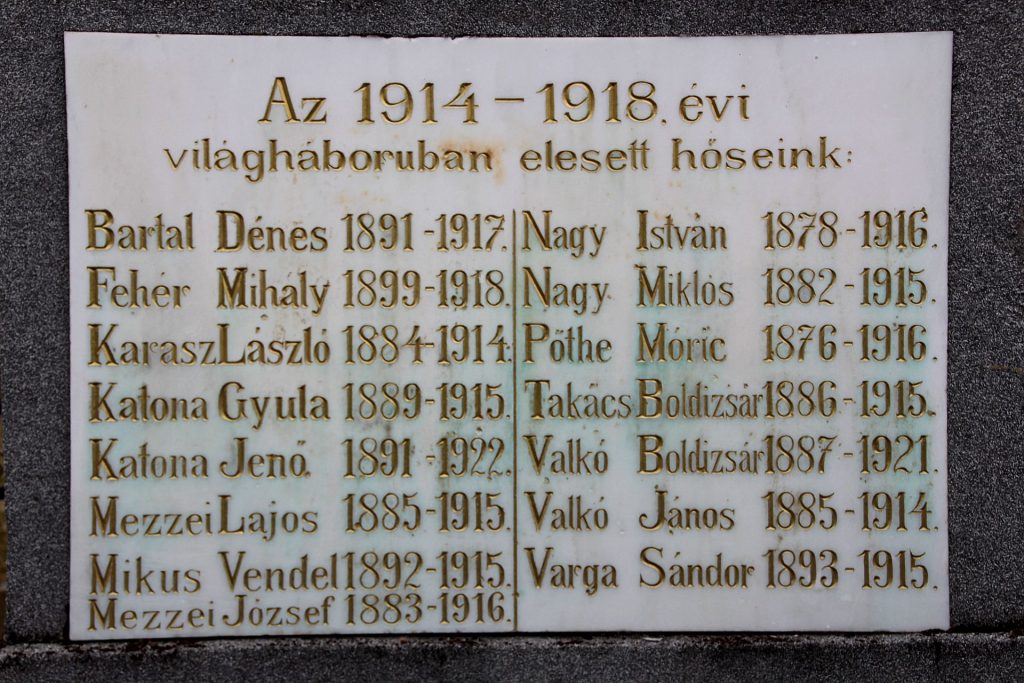 Az 1914 – 1918. évi
világháboruban elesett hőseink:
Bartal Dénes 1891 - 1917.
Fehér Mihály 1899 - 1918.
Karasz László 1884 - 1914.
Katona Gyula 1889 - 1915.
Katona Jenő. 1891 - 1922.
Mezzei Lajos 1885 - 1915.
Mikus Vendel 1892 - 1915.
Mezzei József 1883 - 1916.
Nagy István 1878 - 1916.
Nagy Miklós 1882 - 1915.
Pőthe Móric 1876 - 1916.
Takács Boldizsár 1886 - 1915.
Valkó Boldizsár 1887 - 1921.
Valkó János 1885 - 1914.
Varga Sándor 1893 - 1915.